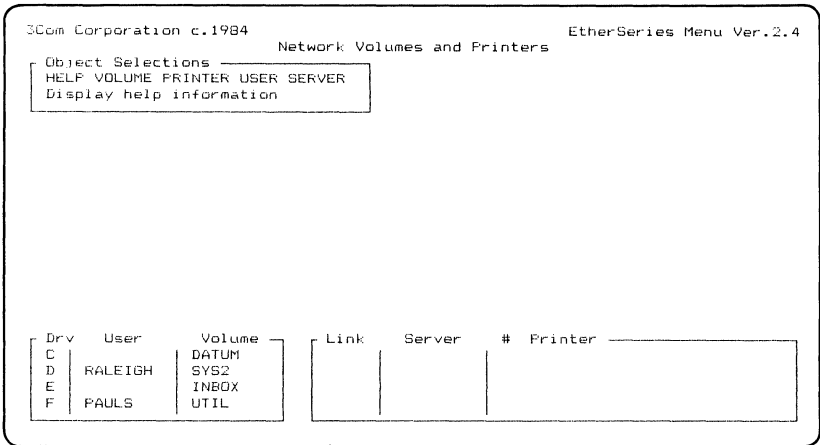 3Com Corporation c.1984 EtherSeries Menu Ver.2.4
Network Volumes and Printers
Object Selections
HELP VOLUME PRINTER USER SERVER
Display help information
Drv User Volume Link Server # Printer
C DATUM
D RALEIGH SYS2
E INBOX
F PAULS UTIL